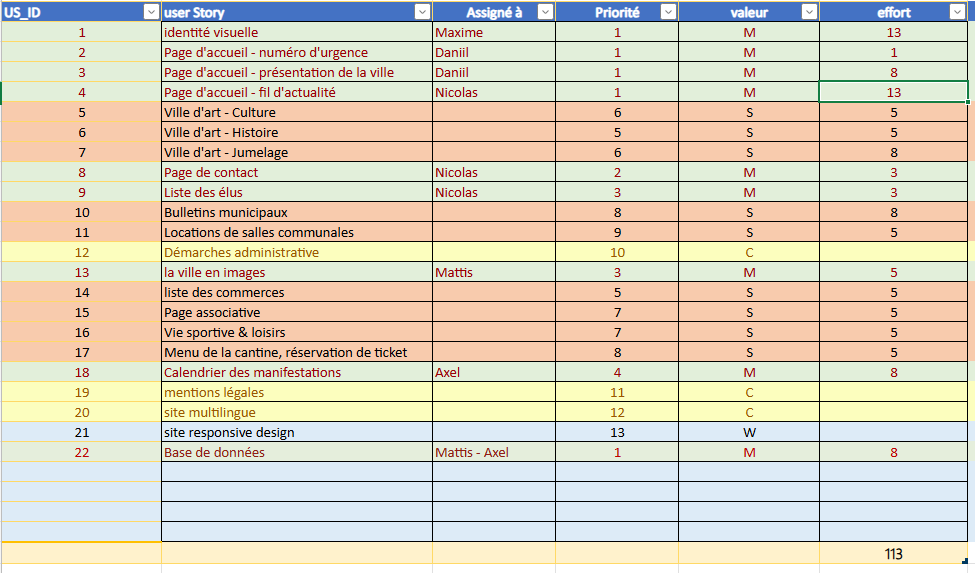 US_ID user Story Assigné à Priorité valeur effort
1 identité visuelle Maxime 1 M 13
2 Page d'accueil - numéro d'urgence Daniil 1 M 1
3 Page d'accueil - présentation de la ville Daniil 1 M 8
4 Page d'accueil - fil d'actualité Nicolas 1 M 13
5 Ville d'art - Culture 6 S 5
6 Ville d'art - Histoire 5 S 5
7 Ville d'art - Jumelage 6 S 8
8 Page de contact Nicolas 2 M 3
9 Liste des élus Nicolas 3 M 3
10 Bulletins municipaux 8 S 8
11 Locations de salles communales 9 S 5
12 Démarches administrative 10 C
13 la ville en images Mattis 3 M 5
14 liste des commerces 5 S 5
15 Page associative 7 S 5
16 Vie sportive & loisirs 7 S 5
17 Menu de la cantine, réservation de ticket 8 S 5
18 Calendrier des manifestations Axel 4 M 8
19 mentions légales 11 C
20 site multilingue 12 C
21 site responsive design 13 W
22 Base de données Mattis - Axel 1 M 8
113